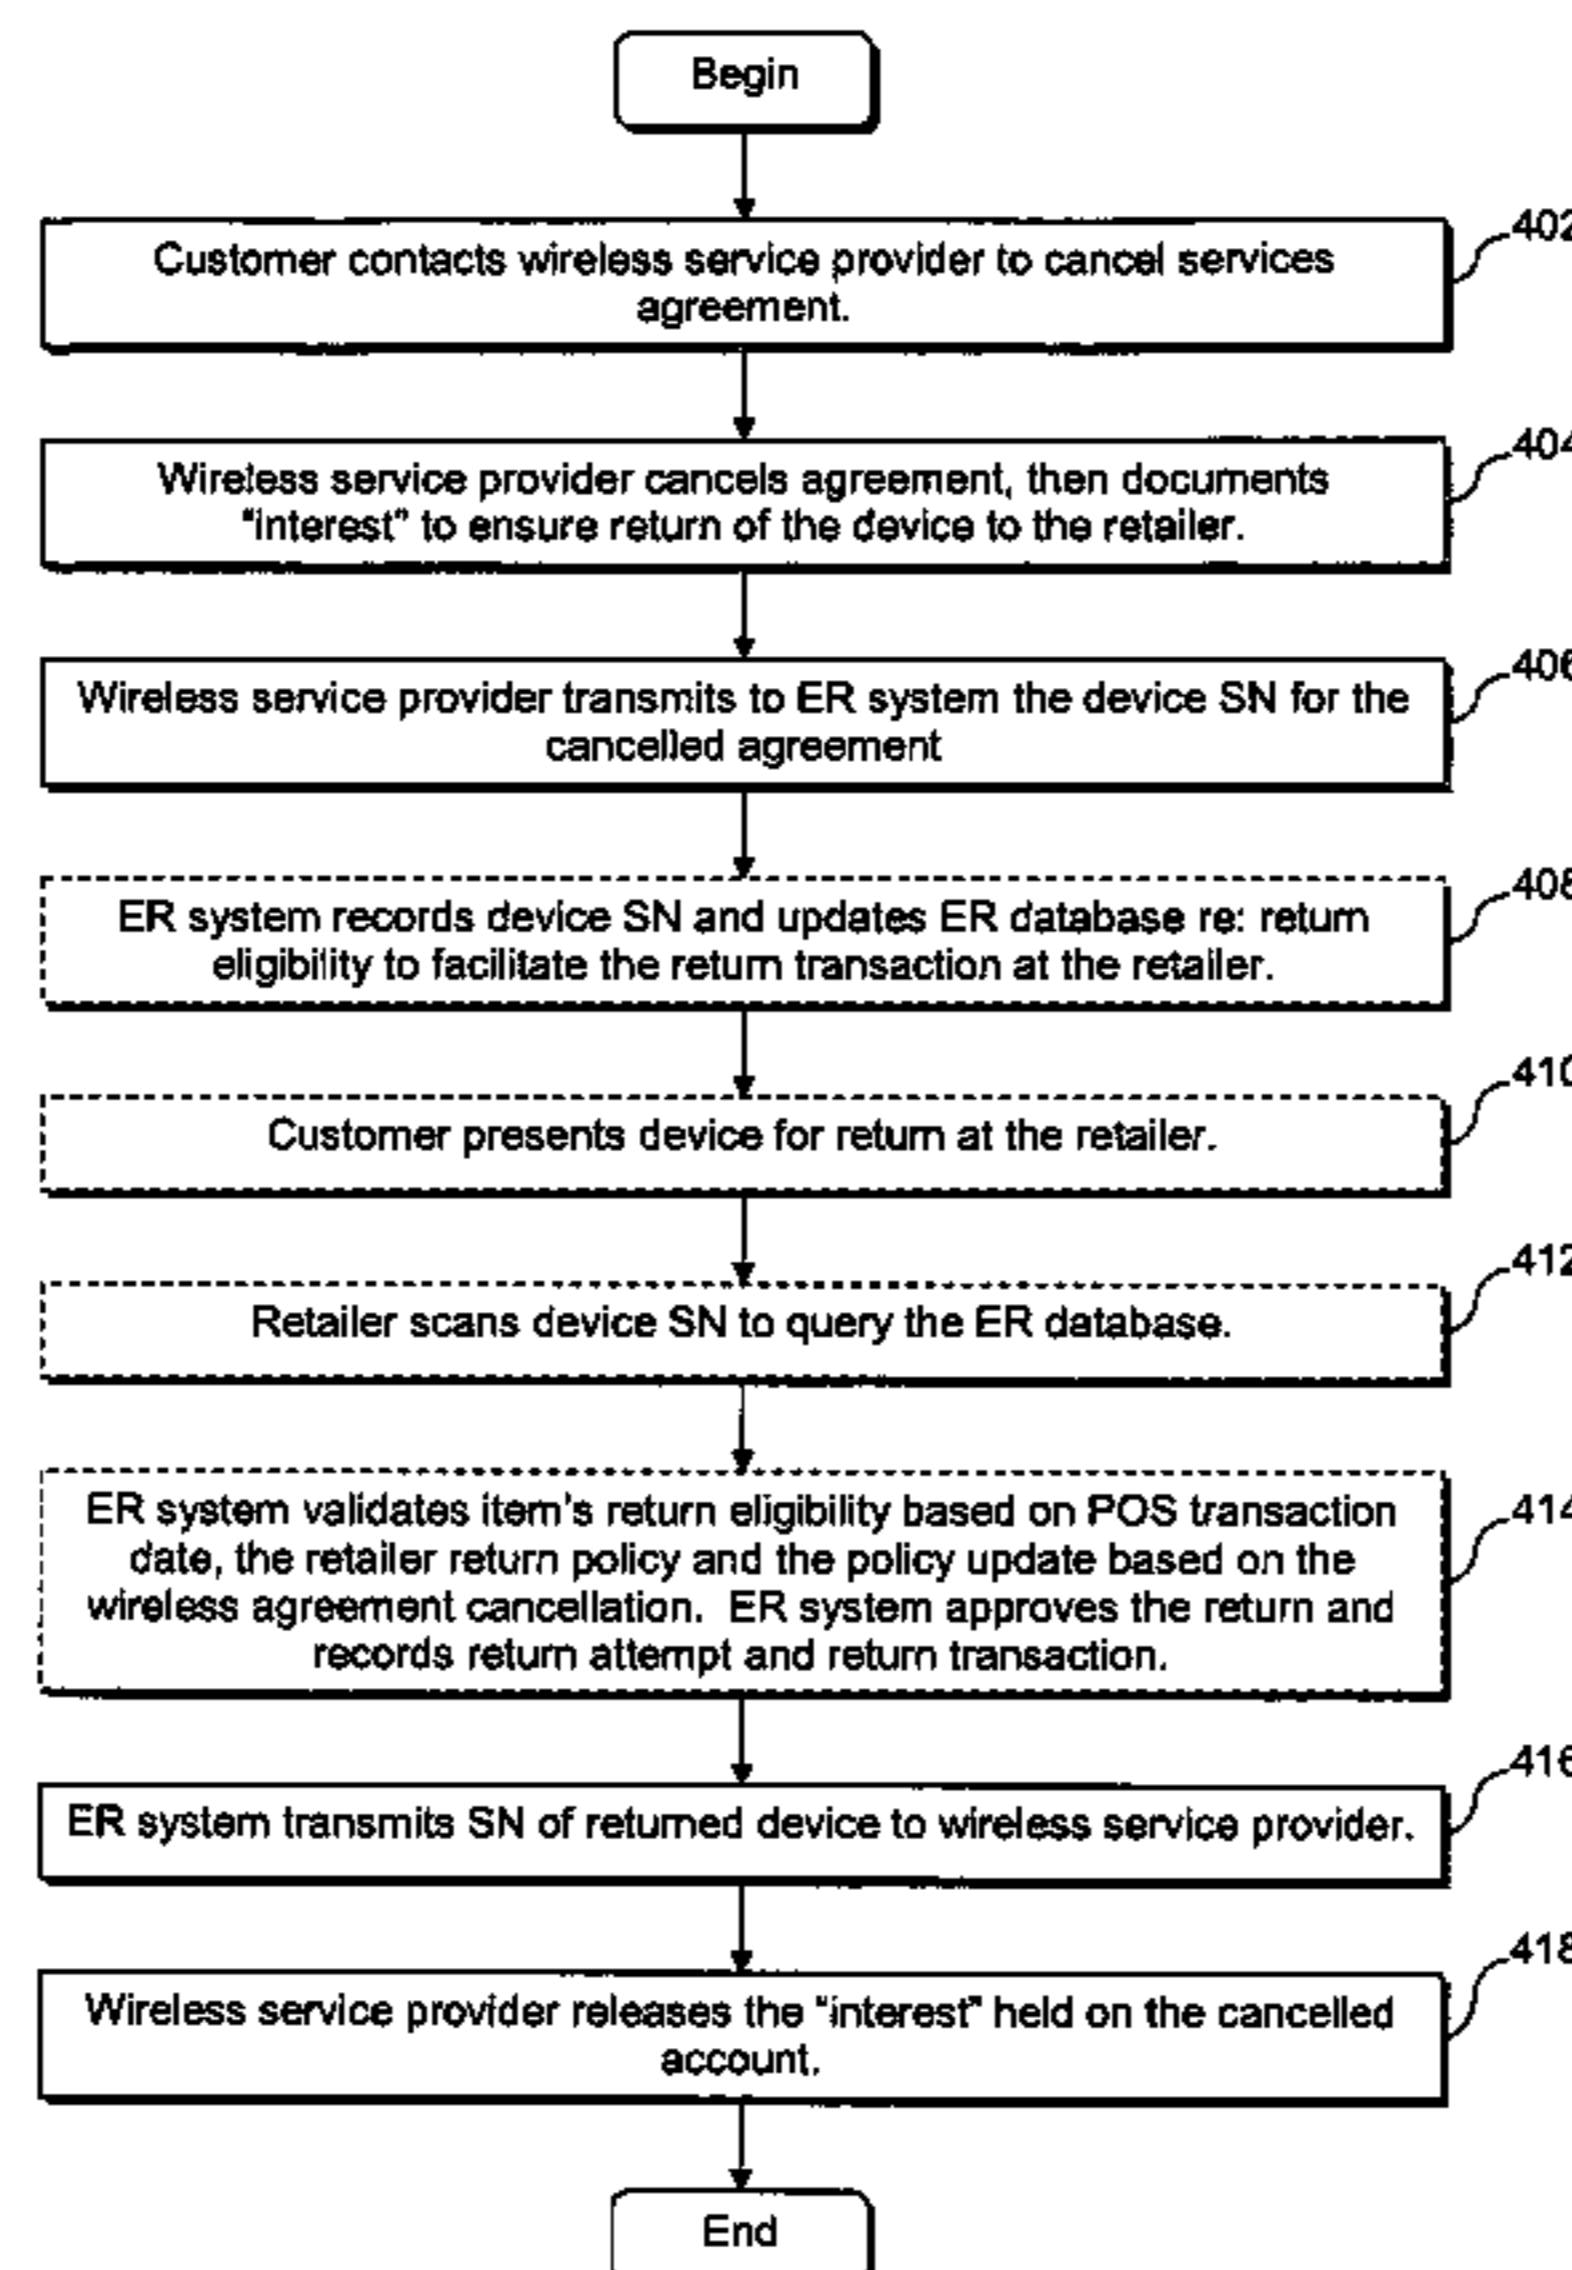 Begin
402
Customer contacts wireless service provider to cancel services
agreement.
404
Wireless service provider cancels agreement, then documents
"interest" to ensure return of the device to the retailer.
406
Wireless service provider transmits to ER system the device SN for the
cancelled agreement
408
ER system records device SN and updates ER database re: return
eligibility to facilitate the return transaction at the retailer.
410
Customer presents device for return at the retailer.
412
Retailer scans device SN to query the ER database.
414
ER system validates item's return eligibility based on POS transaction
date, the retailer return policy and the policy update based on the
wireless agreement cancellation.  ER system approves the return and
records return attempt and return transaction.
416
ER system transmits SN of returned device to wireless service provider.
418
Wireless service provider releases the "interest" held on the cancelled
account.
End